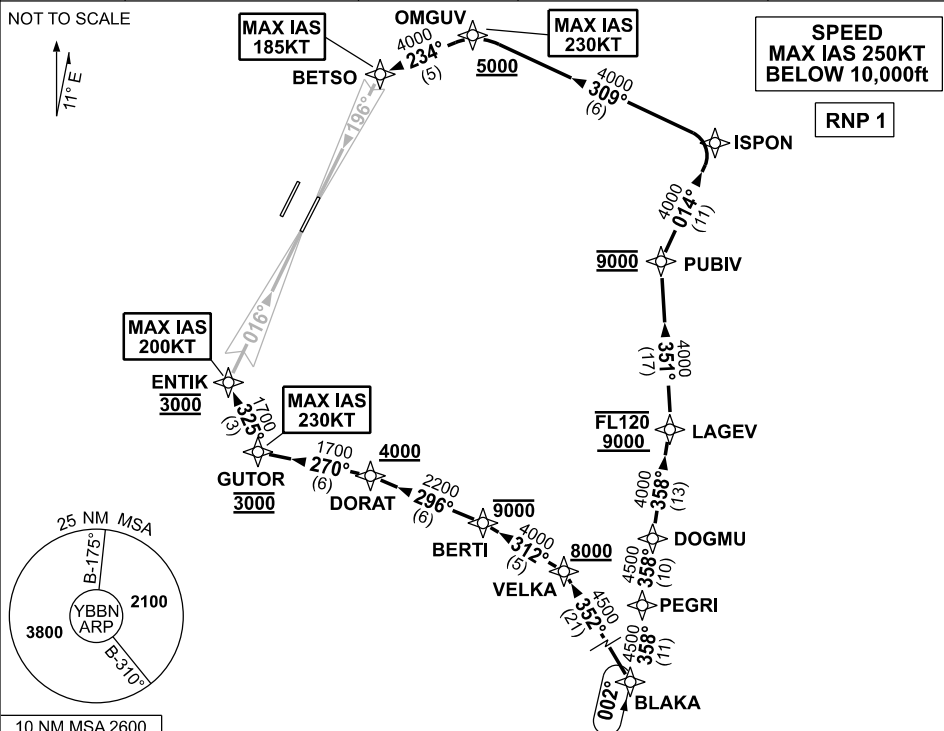 NOT TO SCALE
11° E
MAX IAS
185KT
OMGUV
MAX IAS
230KT
SPEED
MAX IAS 250KT
BELOW 10,000ft
RNP 1
BETSO
4000
234°
(5)
5000
4000
309°
(6)
ISPON
196°
4000
014°
(11)
9000
PUBIV
016°
MAX IAS
200KT
4000
351°
(17)
ENTIK
3000
1700
325°
(3)
MAX IAS
230KT
FL120
9000
LAGEV
GUTOR
3000
1700
270°
(6)
4000
DORAT
2200
296°
(6)
9000
BERTI
4000
312°
(5)
8000
VELKA
4000
358°
(13)
DOGMU
4500
358°
(10)
PEGRI
4500
352°
(21)
4500
358°
(11)
BLAKA
002°
25 NM MSA
B-175°
YBBN
ARP
2100
3800
B-310°
10 NM MSA 2600